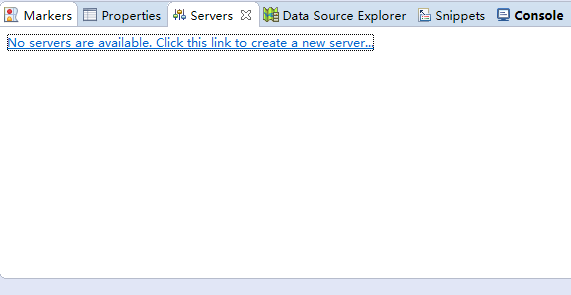 Markers Properties Servers Data Source Explorer Snippets Console
No servers are available. Click this link to create a new server...